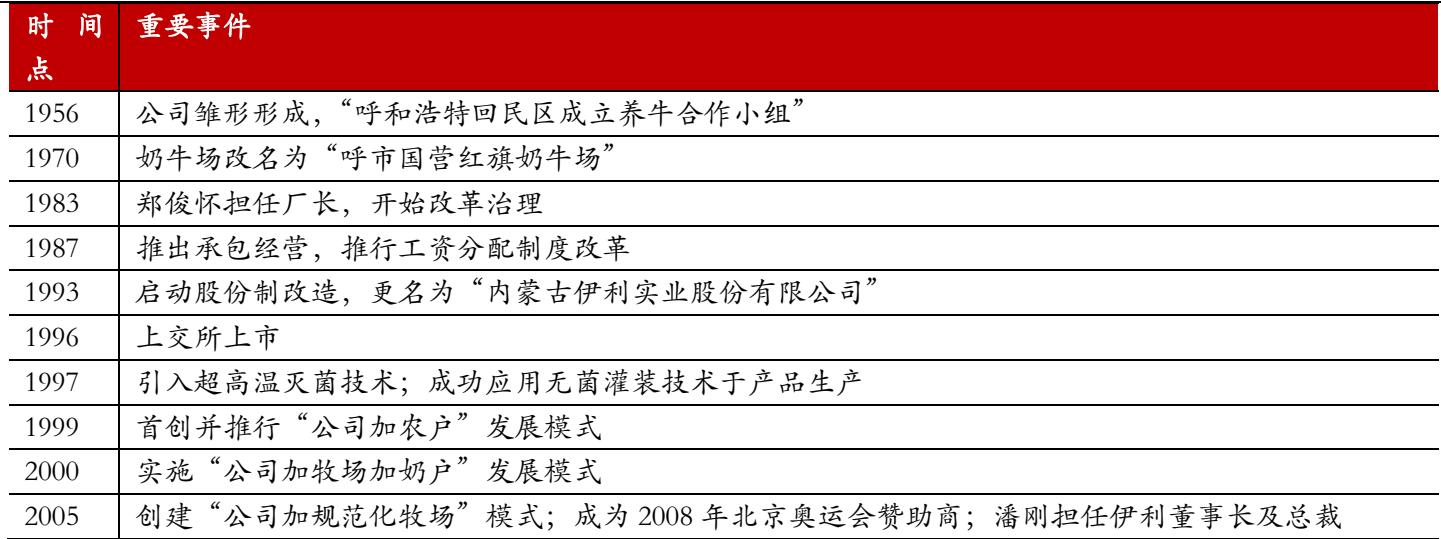 时间点 重要事件
1956 公司雏形形成，“呼和浩特回民区成立养牛合作小组”
1970 奶牛场改名为“呼市国营红旗奶牛场”
1983 郑俊怀担任厂长，开始改革治理
1987 推出承包经营，推行工资分配制度改革
1993 启动股份制改造，更名为“内蒙古伊利实业股份有限公司”
1996 上交所上市
1997 引入超高温灭菌技术；成功应用无菌灌装技术于产品生产
1999 首创并推行“公司加农户”发展模式
2000 实施“公司加牧场加奶户”发展模式
2005 创建“公司加规范化牧场”模式；成为 2008 年北京奥运会赞助商；潘刚担任伊利董事长及总裁